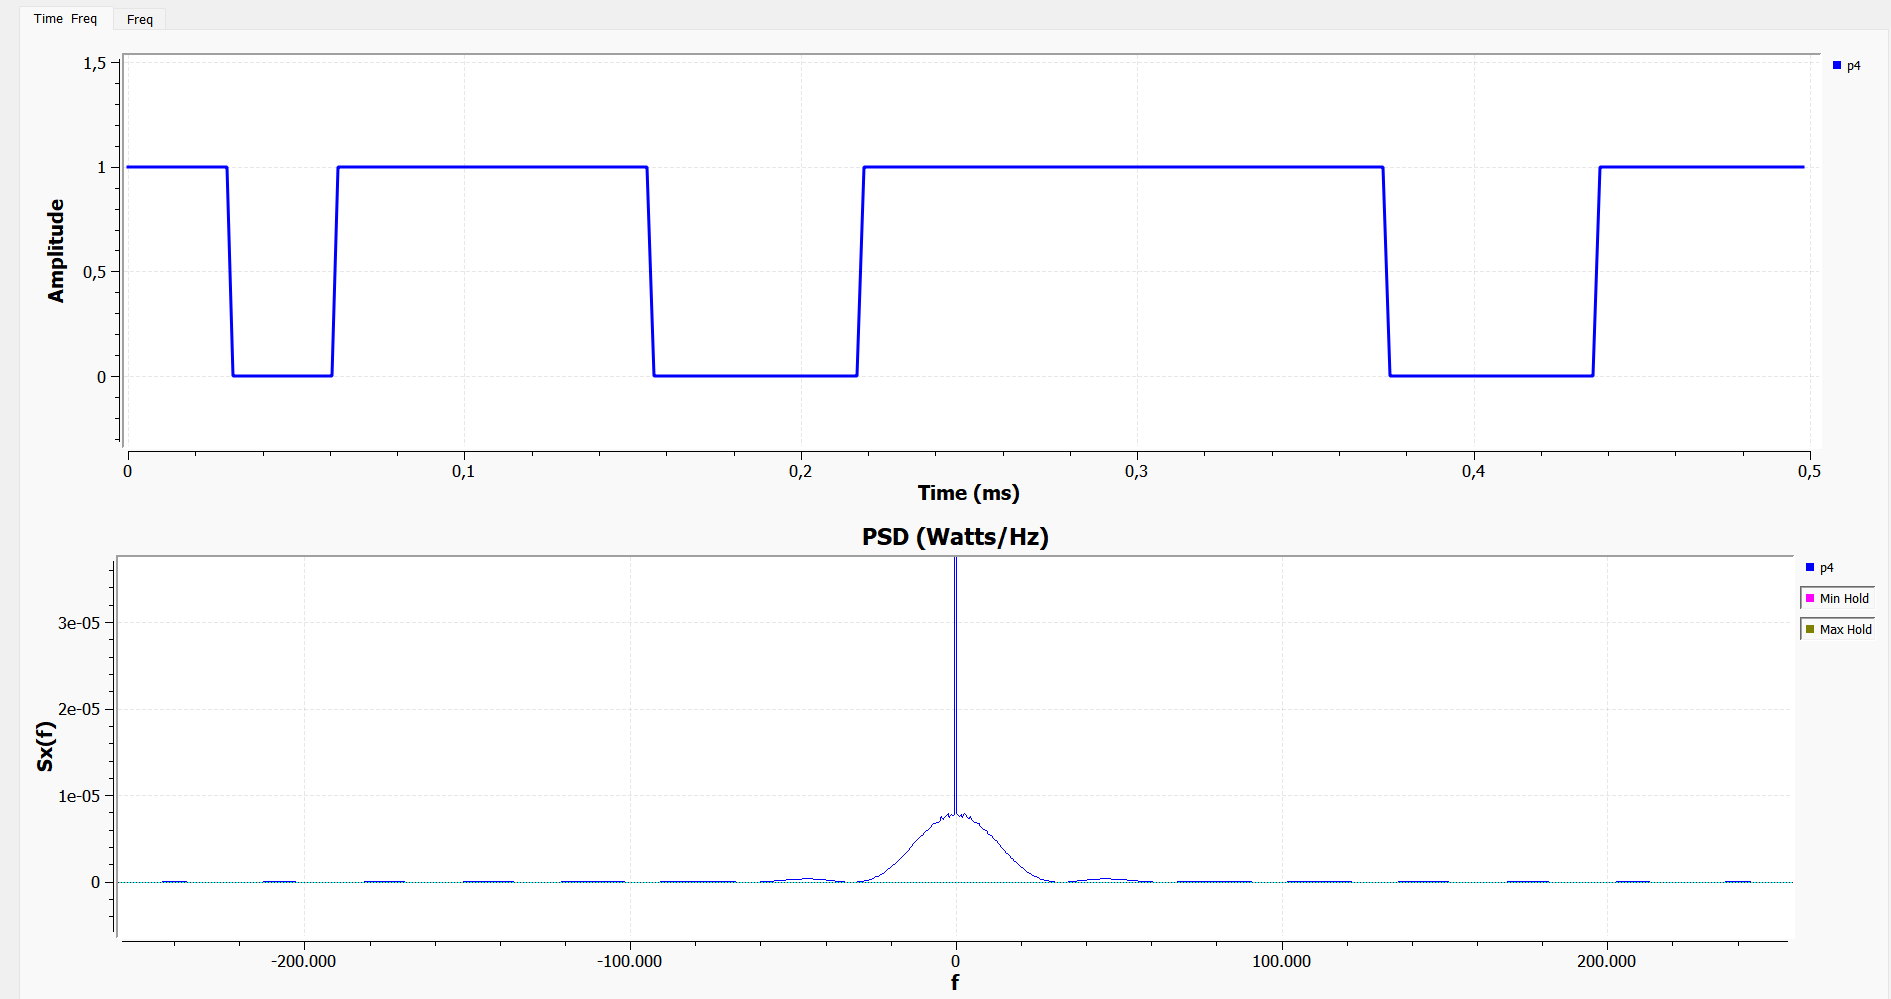 Time Freq
Freq
1,5
1
0,5
0
Amplitude
p4
0
0,1
0,2
0,3
0,4
0,5
Time (ms)
PSD (Watts/Hz)
3e-05
2e-05
1e-05
0
Sx(f)
p4
Min Hold
Max Hold
-200.000
-100.000
0
100.000
200.000
f